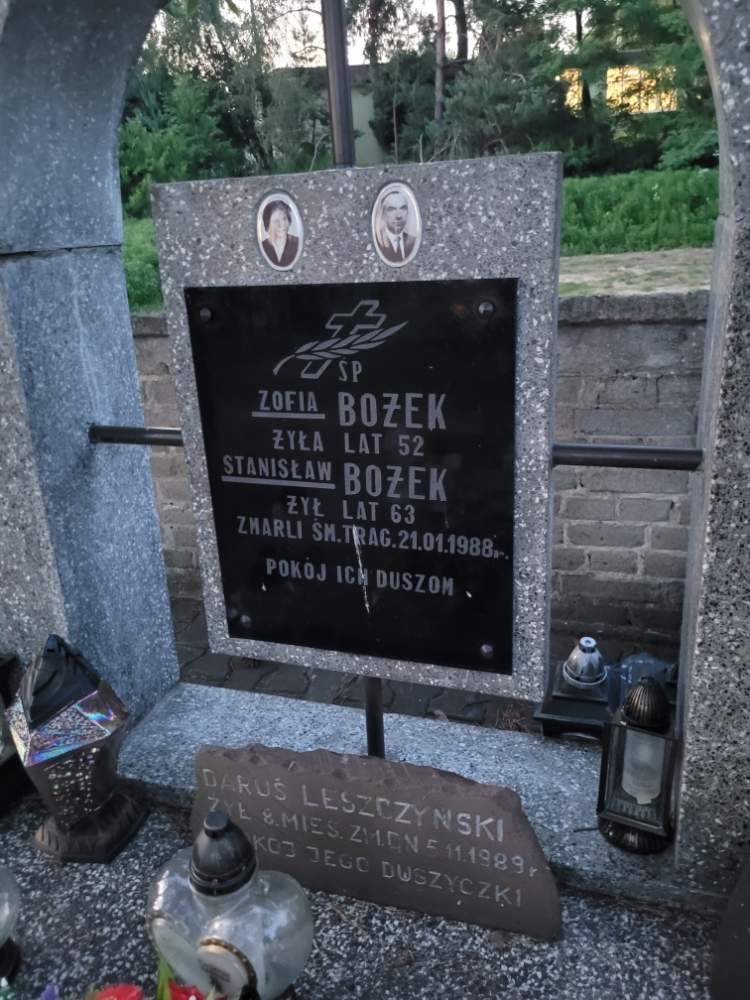 ŚP
ZOFIA BOŻEK
ŻYŁA LAT 52
STANISŁAW BOŻEK
ŻYŁ LAT 63
ZMARLI ŚM.TRAG.21.01.1988r.
POKÓJ ICH DUSZOM
DARUŚ LESZCZYŃSKI
ŻYŁ 8.MIES. ZM.DN 5.11.1989r
JEGO DUSZYCZKI